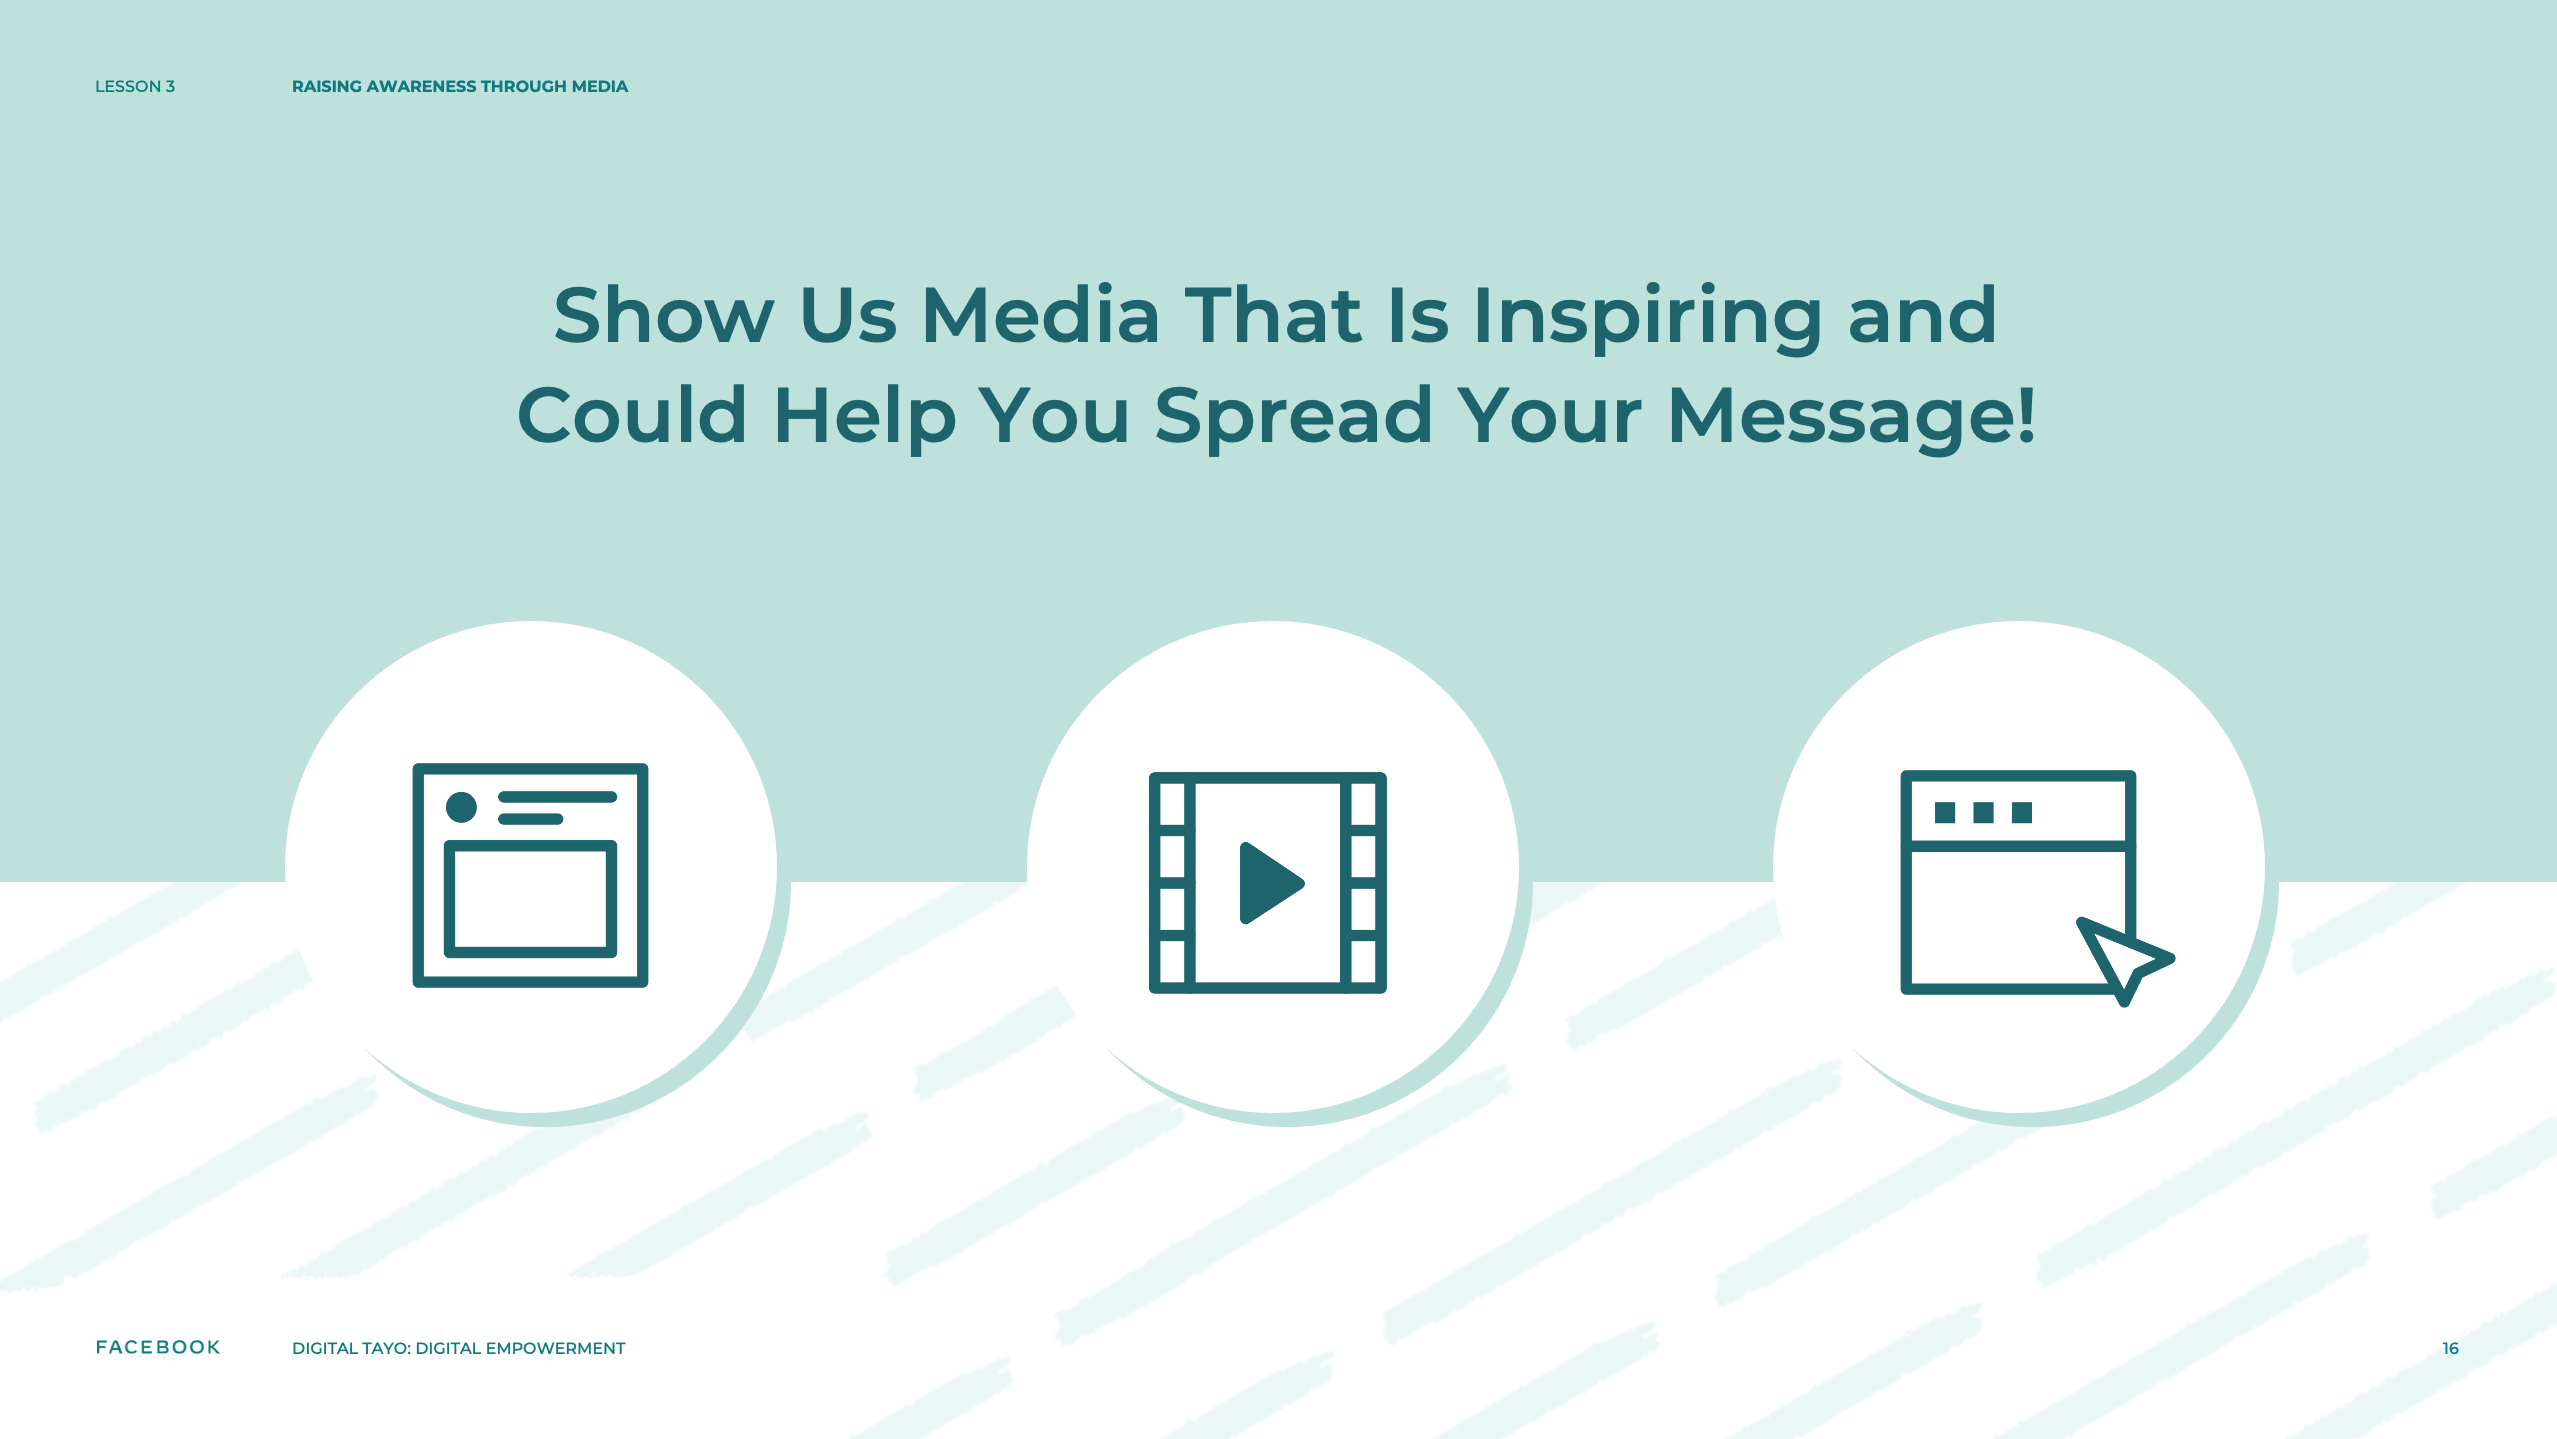 LESSON 3
RAISING AWARENESS THROUGH MEDIA
Show Us Media That Is Inspiring and
Could Help You Spread Your Message!
FACEBOOK
DIGITAL TAYO: DIGITAL EMPOWERMENT
16